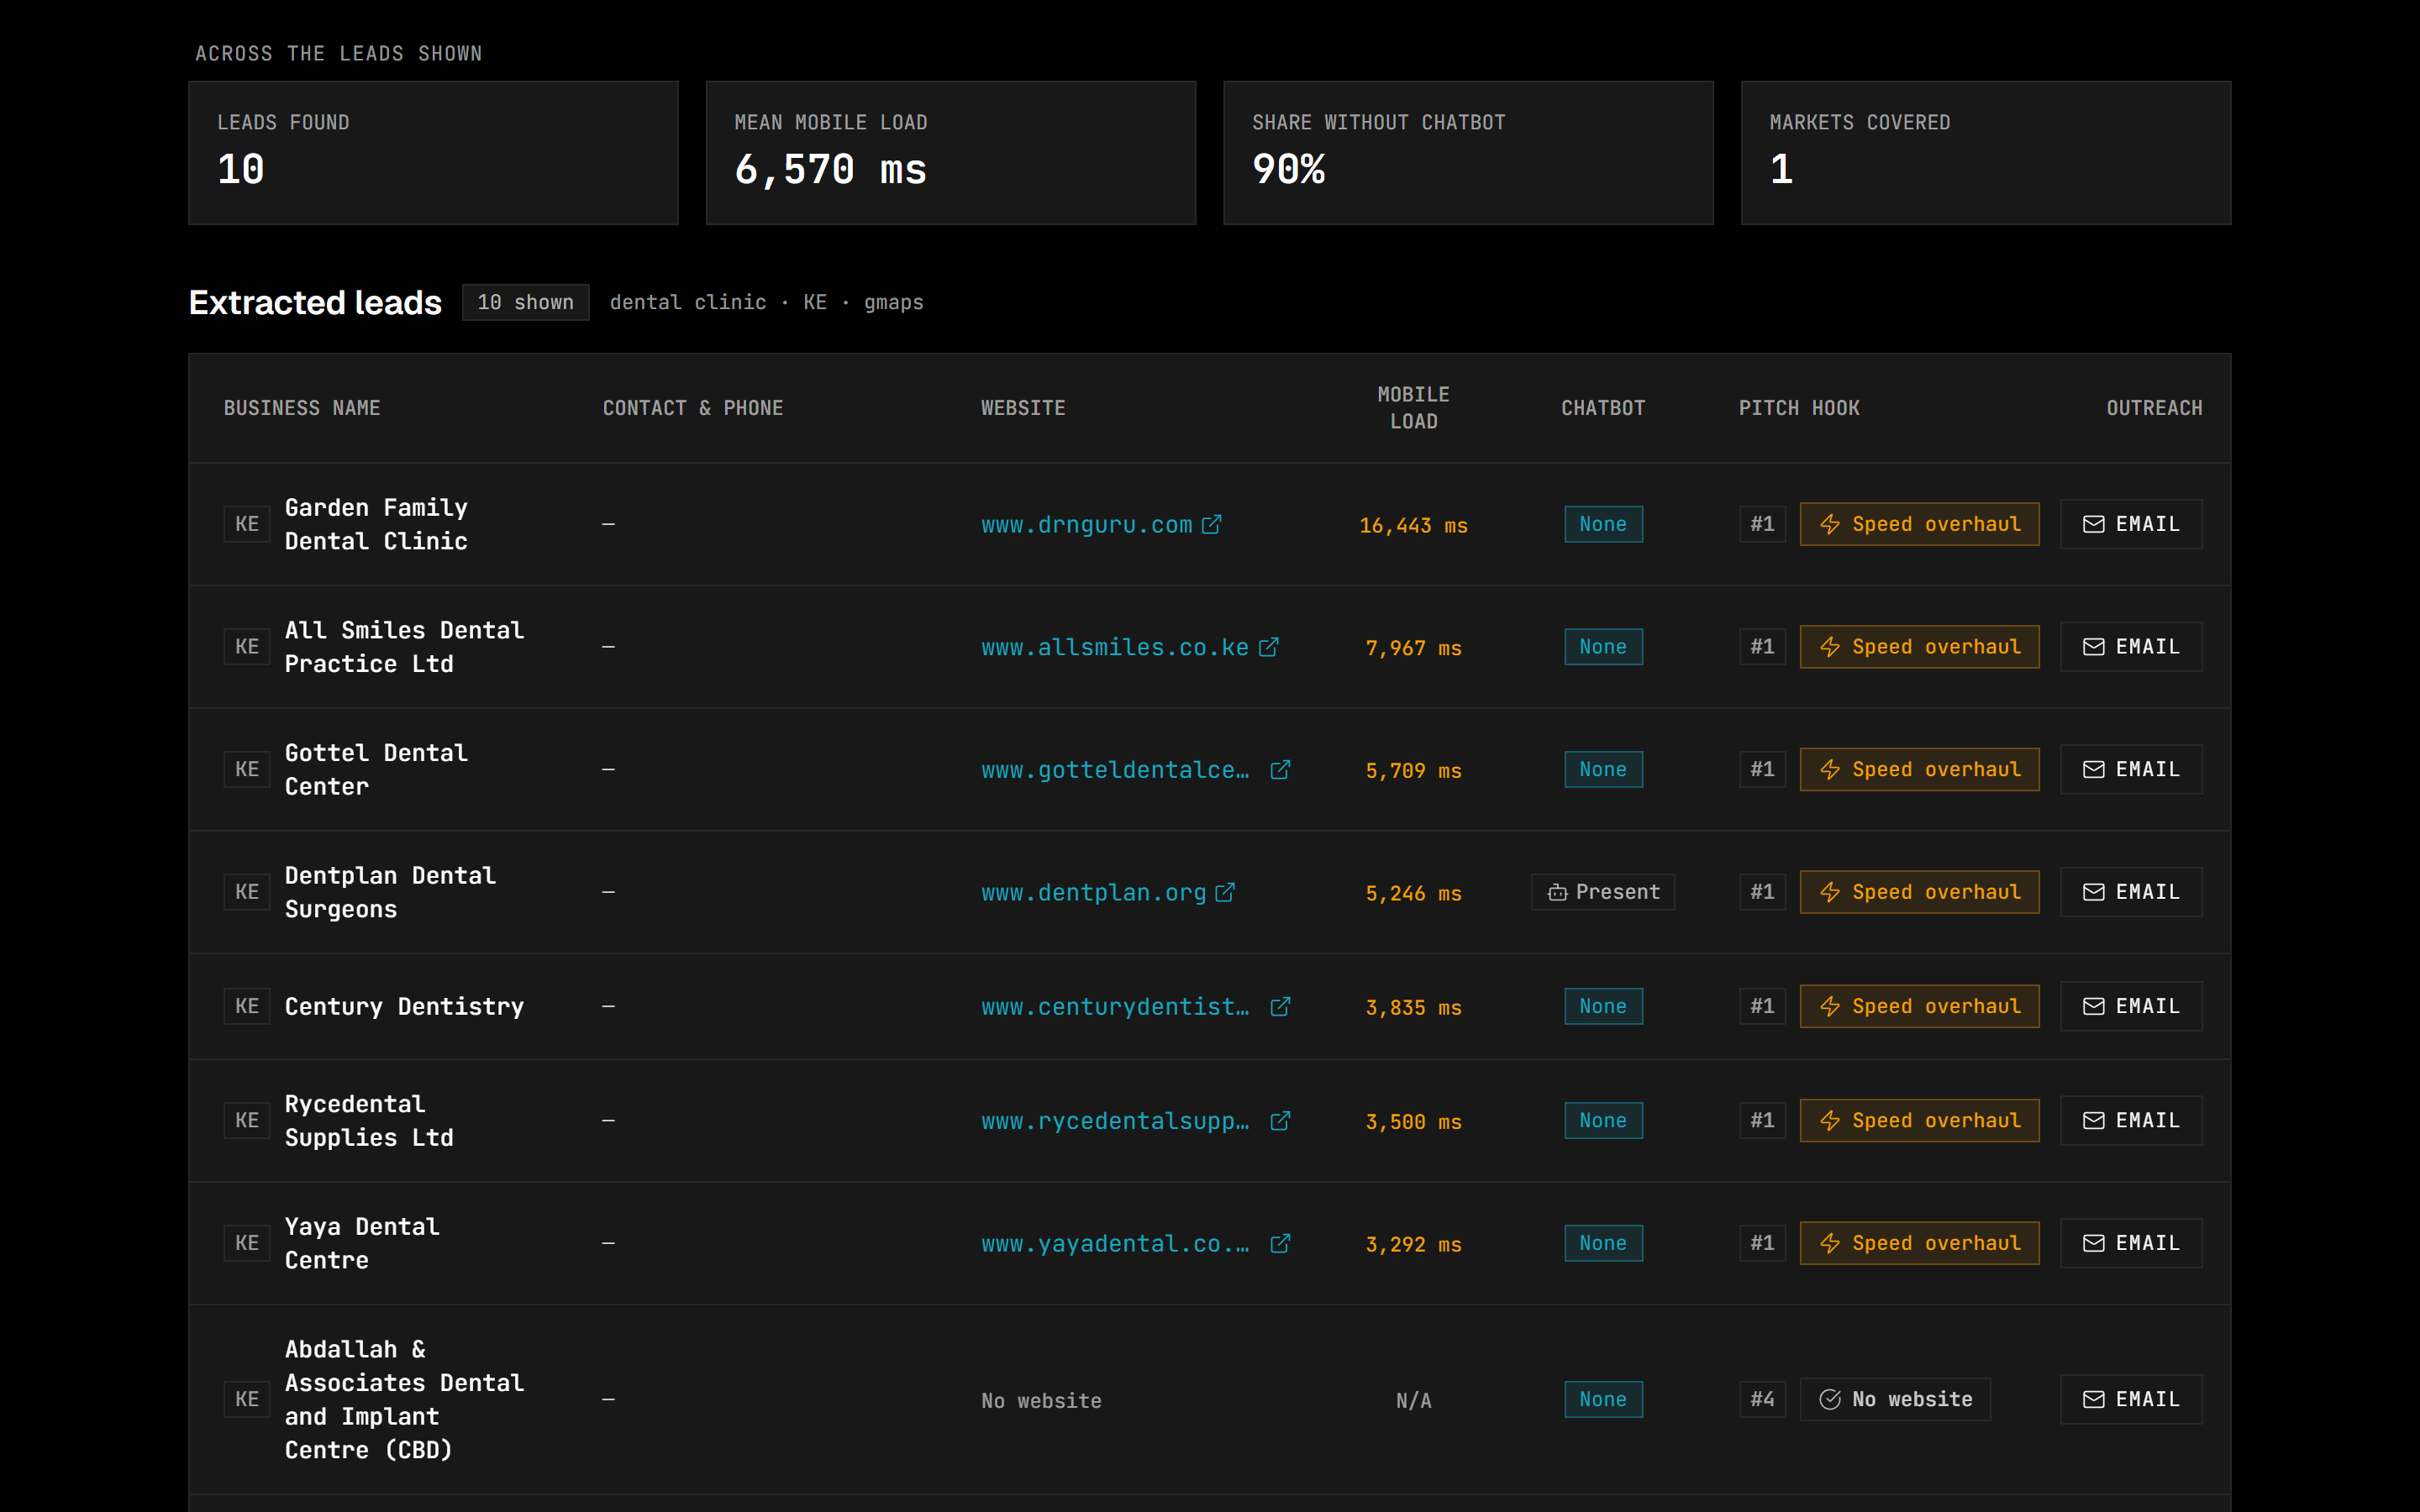 ACROSS THE LEADS SHOWN
LEADS FOUND
10
MEAN MOBILE LOAD
6,570 ms
SHARE WITHOUT CHATBOT
90%
MARKETS COVERED
1
Extracted leads 10 shown dental clinic · KE · gmaps
BUSINESS NAME CONTACT & PHONE WEBSITE MOBILE LOAD CHATBOT PITCH HOOK OUTREACH
KE Garden Family Dental Clinic — www.drnguru.com 16,443 ms None #1 Speed overhaul EMAIL
KE All Smiles Dental Practice Ltd — www.allsmiles.co.ke 7,967 ms None #1 Speed overhaul EMAIL
KE Gottel Dental Center — www.gotteldentalce… 5,709 ms None #1 Speed overhaul EMAIL
KE Dentplan Dental Surgeons — www.dentplan.org 5,246 ms Present #1 Speed overhaul EMAIL
KE Century Dentistry — www.centurydentist… 3,835 ms None #1 Speed overhaul EMAIL
KE Rycedental Supplies Ltd — www.rycedentalsupp… 3,500 ms None #1 Speed overhaul EMAIL
KE Yaya Dental Centre — www.yayadental.co.… 3,292 ms None #1 Speed overhaul EMAIL
KE Abdallah & Associates Dental and Implant Centre (CBD) — No website N/A None #4 No website EMAIL